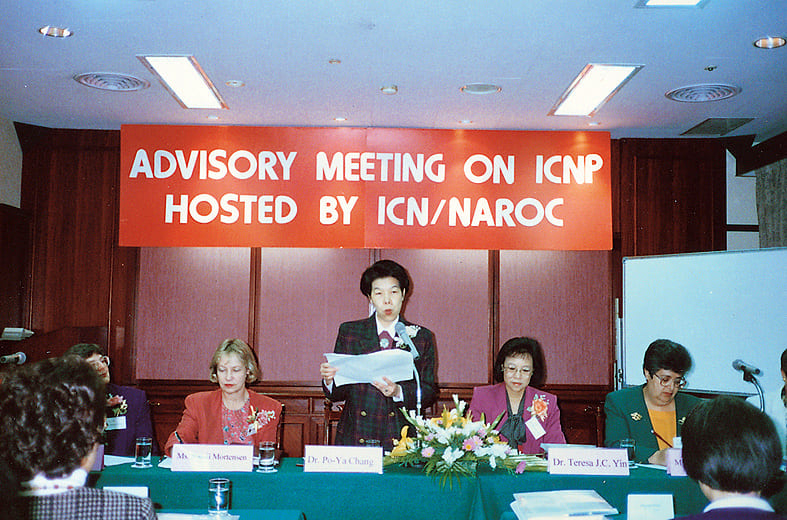 ADVISORY MEETING ON ICNP
HOSTED BY ICN/NAROC
Mortensen
Dr. Po-Ya Chang
Dr. Teresa J.C. Yin